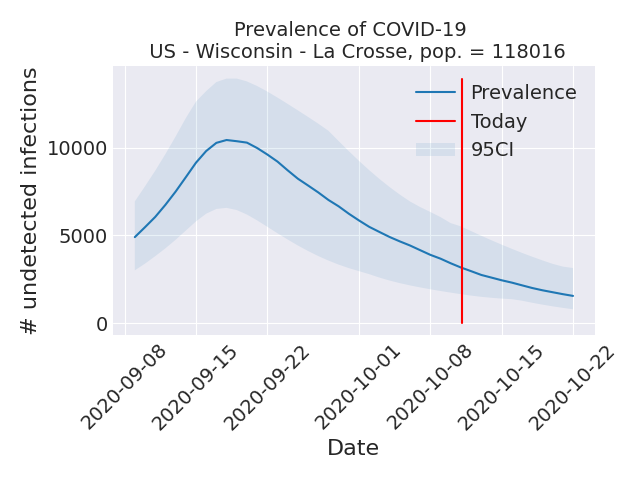 Prevalence of COVID-19
US - Wisconsin - La Crosse, pop. = 118016
# undetected infections
10000
5000
0
Prevalence
Today
95CI
2020-09-08
2020-09-15
2020-09-22
2020-10-01
2020-10-08
2020-10-15
2020-10-22
Date